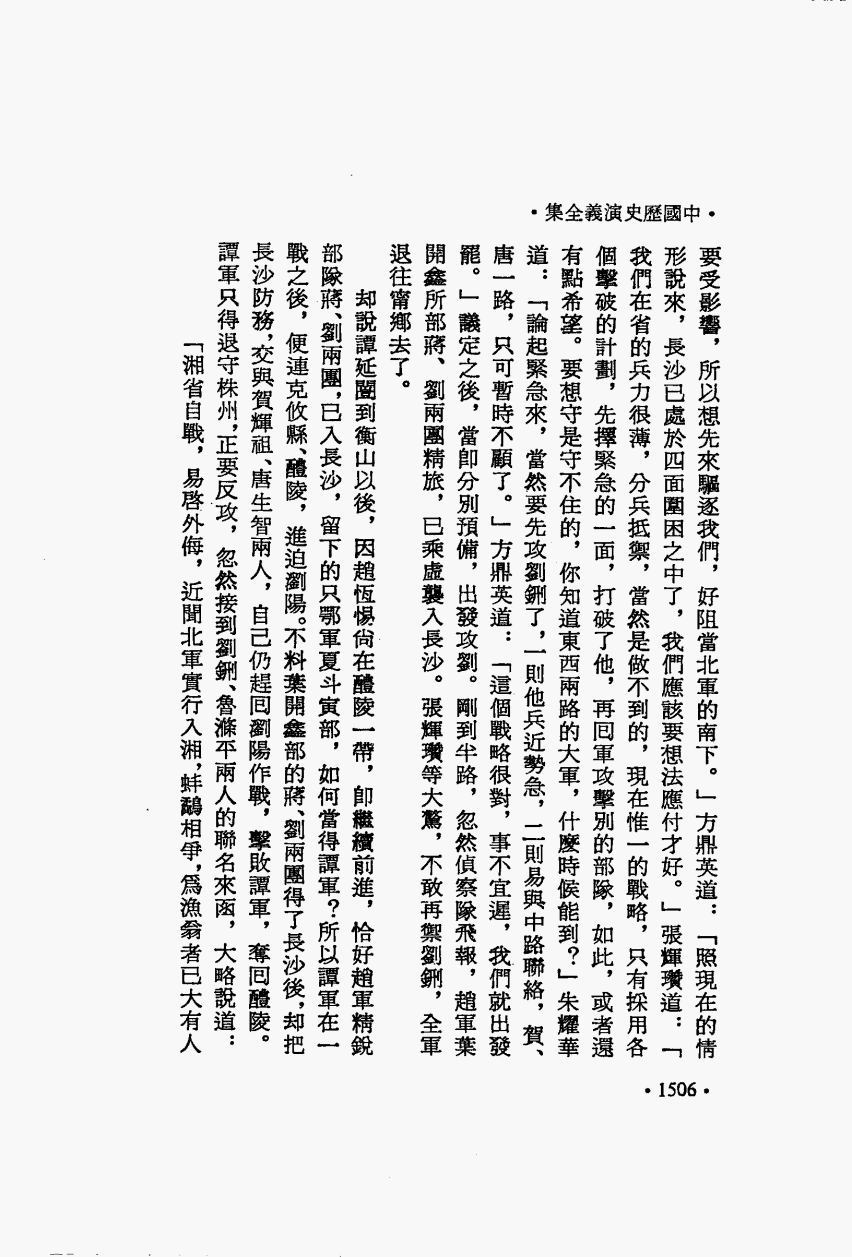 •中國歷史演義全集•
要受影響，所以想先來驅逐我們，好阻當北軍的南下。」方鼎英道：「照現在的情
形說來，長沙已處於四面圍困之中了，我們應該要想法應付才好。」張輝瓚道：「
我們在省的兵力很薄，分兵抵禦，當然是做不到的，現在惟一的戰略，只有採用各
個擊破的計劃，先擇緊急的一面，打破了他，再囘軍攻擊別的部隊，如此，或者還
有點希望。要想守是守不住的，你知道東西兩路的大軍，什麼時候能到？」朱耀華
道：「論起緊急來，當然要先攻劉鉶了，一則他兵近勢急，二則易與中路聯絡，賀、
唐一路，只可暫時不顧了。」方鼎英道：「這個戰略很對，事不宜遲，我們就出發
罷。」議定之後，當卽分別預備，出發攻劉。剛到半路，忽然偵察隊飛報，趙軍葉
開鑫所部蔣、劉兩團精旅，已乘虛襲入長沙。張輝瓚等大驚，不敢再禦劉鉶，全軍
退往甯鄉去了。
却說譚延闓到衡山以後，因趙恆惕尙在醴陵一帶，卽繼續前進，恰好趙軍精銳
部隊蔣、劉兩團，已入長沙，留下的只鄂軍夏斗寅部，如何當得譚軍？所以譚軍在一
戰之後，便連克攸縣、醴陵，進迫瀏陽。不料葉開鑫部的蔣、劉兩團得了長沙後，却把
長沙防務，交與賀輝祖、唐生智兩人，自己仍趕囘瀏陽作戰，擊敗譚軍，奪囘醴陵。
譚軍只得退守株州，正要反攻，忽然接到劉鉶、魯滌平兩人的聯名來函，大略說道：
「湘省自戰，易啓外侮，近聞北軍實行入湘，蚌鷸相爭，爲漁翁者已大有人
•1506•